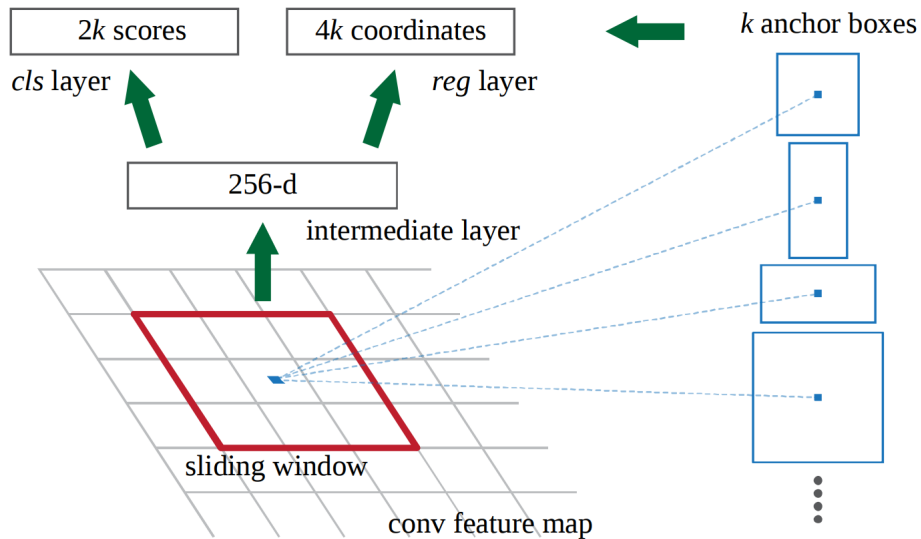 2k scores
4k coordinates
k anchor boxes
cls layer
reg layer
256-d
intermediate layer
sliding window
conv feature map